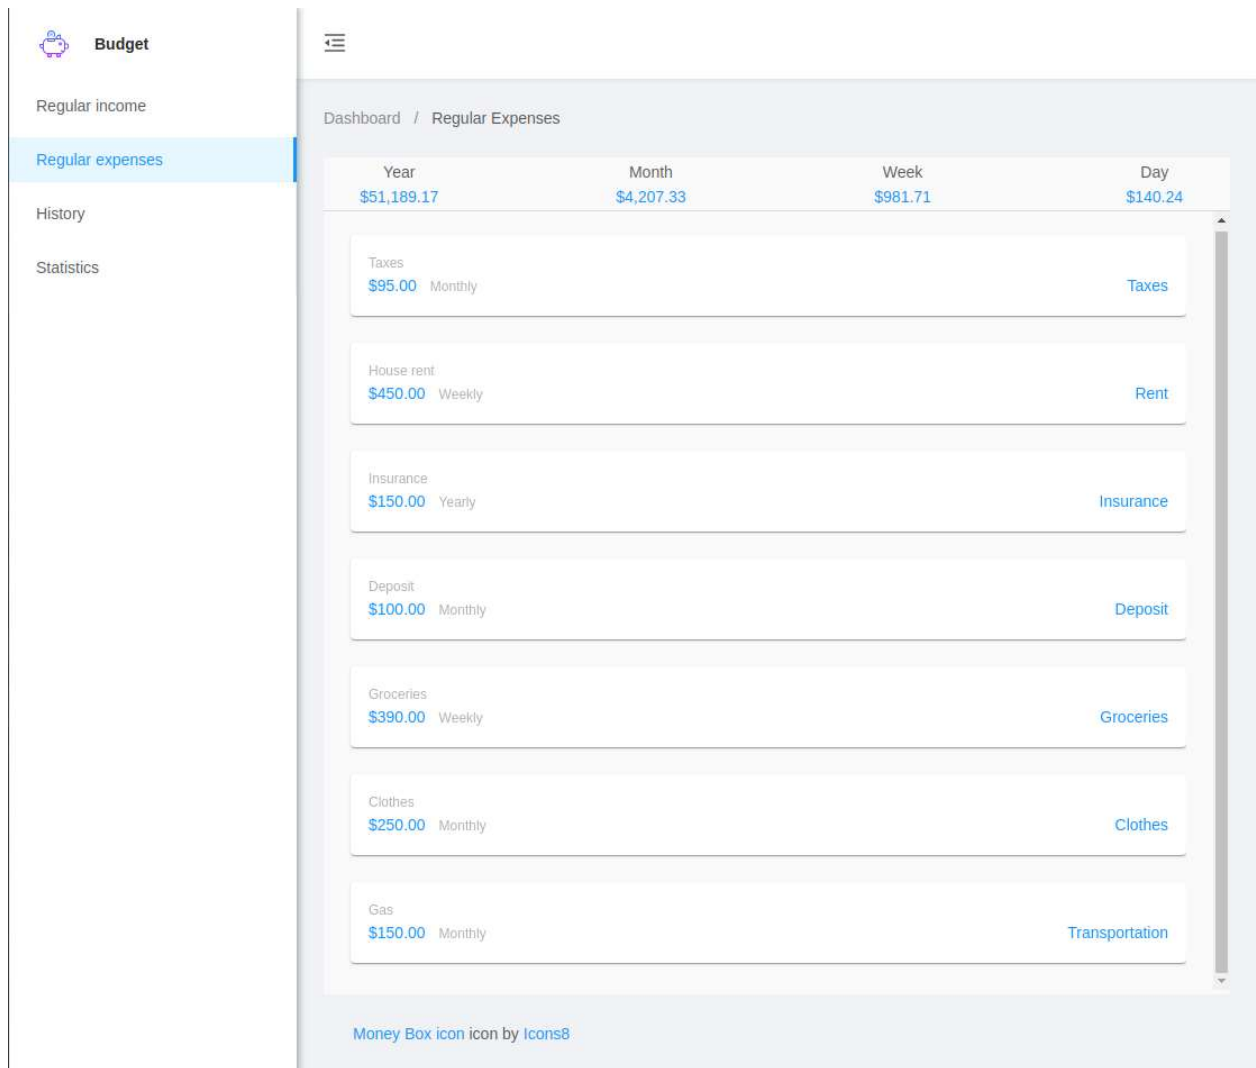 Budget
Regular income
Regular expenses
History
Statistics
Dashboard / Regular Expenses
Year Month Week Day
$51,189.17 $4,207.33 $981.71 $140.24
Taxes
$95.00 Monthly Taxes
House rent
$450.00 Weekly Rent
Insurance
$150.00 Yearly Insurance
Deposit
$100.00 Monthly Deposit
Groceries
$390.00 Weekly Groceries
Clothes
$250.00 Monthly Clothes
Gas
$150.00 Monthly Transportation
Money Box icon icon by Icons8